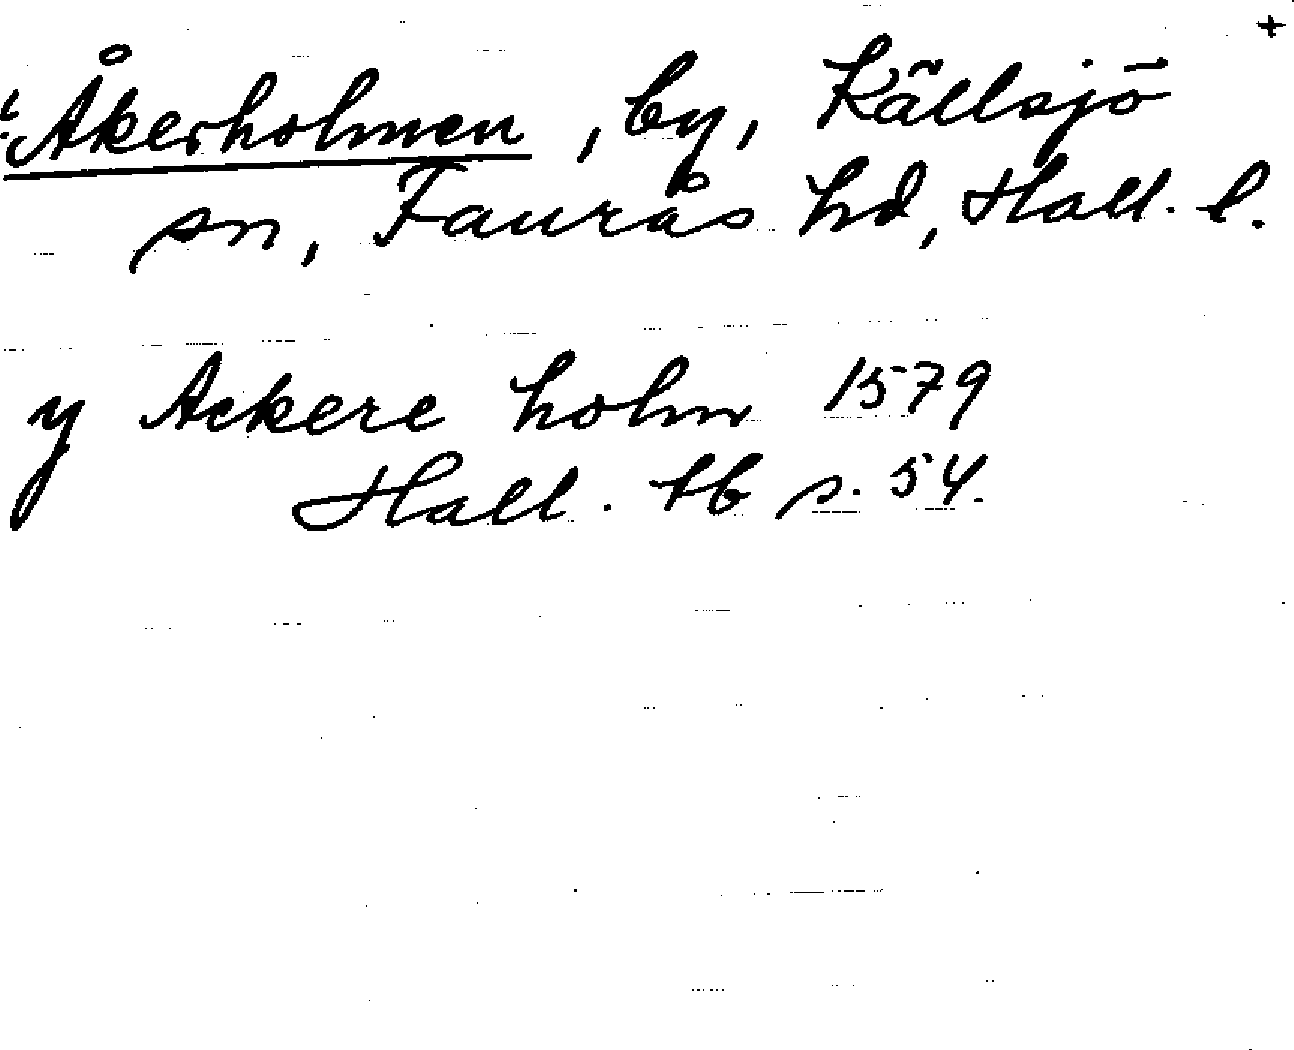 +
Åkerholmen, by, Källsjö
sn, Faurås hd, Hall. l.
y Ackere holm 1579
Hall. tb s. 54.